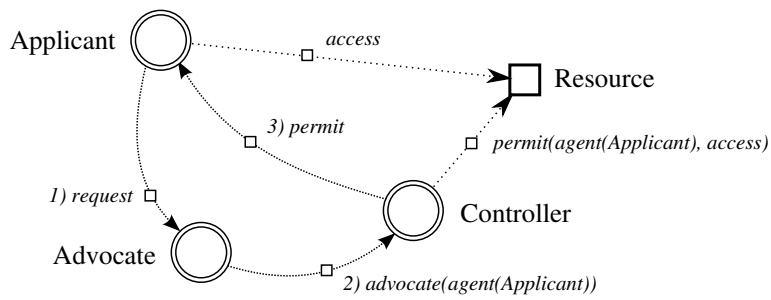 Applicant
access
Resource
3) permit
permit(agent(Applicant), access)
1) request
Controller
Advocate
2) advocate(agent(Applicant))